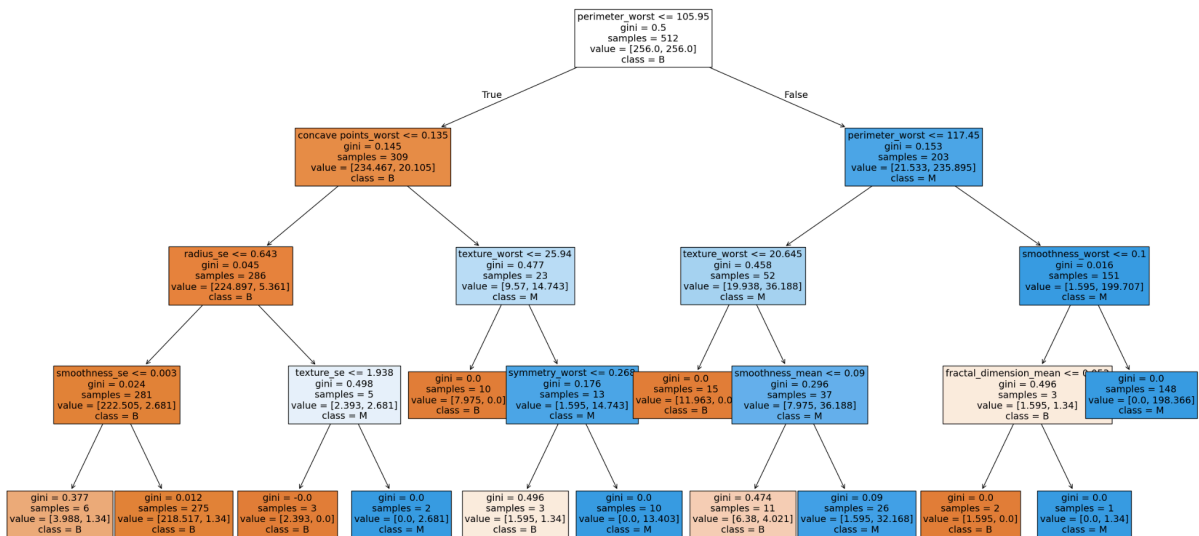 perimeter_worst <= 105.95
gini = 0.5
samples = 512
value = [256.0, 256.0]
class = B
True
False
concave points_worst <= 0.135
gini = 0.145
samples = 309
value = [234.467, 20.105]
class = B
perimeter_worst <= 117.45
gini = 0.153
samples = 203
value = [21.533, 235.895]
class = M
radius_se <= 0.643
gini = 0.045
samples = 286
value = [224.897, 5.361]
class = B
texture_worst <= 25.94
gini = 0.477
samples = 23
value = [9.57, 14.743]
class = M
texture_worst <= 20.645
gini = 0.458
samples = 52
value = [19.938, 36.188]
class = M
smoothness_worst <= 0.1
gini = 0.016
samples = 151
value = [1.595, 199.707]
class = M
smoothness_se <= 0.003
gini = 0.024
samples = 281
value = [222.505, 2.681]
class = B
texture_se <= 1.938
gini = 0.498
samples = 5
value = [2.393, 2.681]
class = M
gini = 0.0
samples = 10
value = [7.975, 0.0]
class = B
symmetry_worst <= 0.268
gini = 0.176
samples = 13
value = [1.595, 14.743]
class = M
gini = 0.0
samples = 15
value = [11.963, 0.0
class = B
smoothness_mean <= 0.09
gini = 0.296
samples = 37
value = [7.975, 36.188]
class = M
fractal_dimension_mean <=
gini = 0.496
samples = 3
value = [1.595, 1.34]
class = B
gini = 0.0
samples = 148
value = [0.0, 198.366]
class = M
gini = 0.377
samples = 6
value = [3.988, 1.34]
class = B
gini = 0.012
samples = 275
value = [218.517, 1.34]
class = B
gini = -0.0
samples = 3
value = [2.393, 0.0]
class = B
gini = 0.0
samples = 2
value = [0.0, 2.681]
class = M
gini = 0.496
samples = 3
value = [1.595, 1.34]
class = B
gini = 0.0
samples = 10
value = [0.0, 13.403]
class = M
gini = 0.474
samples = 11
value = [6.38, 4.021]
class = B
gini = 0.09
samples = 26
value = [1.595, 32.168]
class = M
gini = 0.0
samples = 2
value = [1.595, 0.0]
class = B
gini = 0.0
samples = 1
value = [0.0, 1.34]
class = M